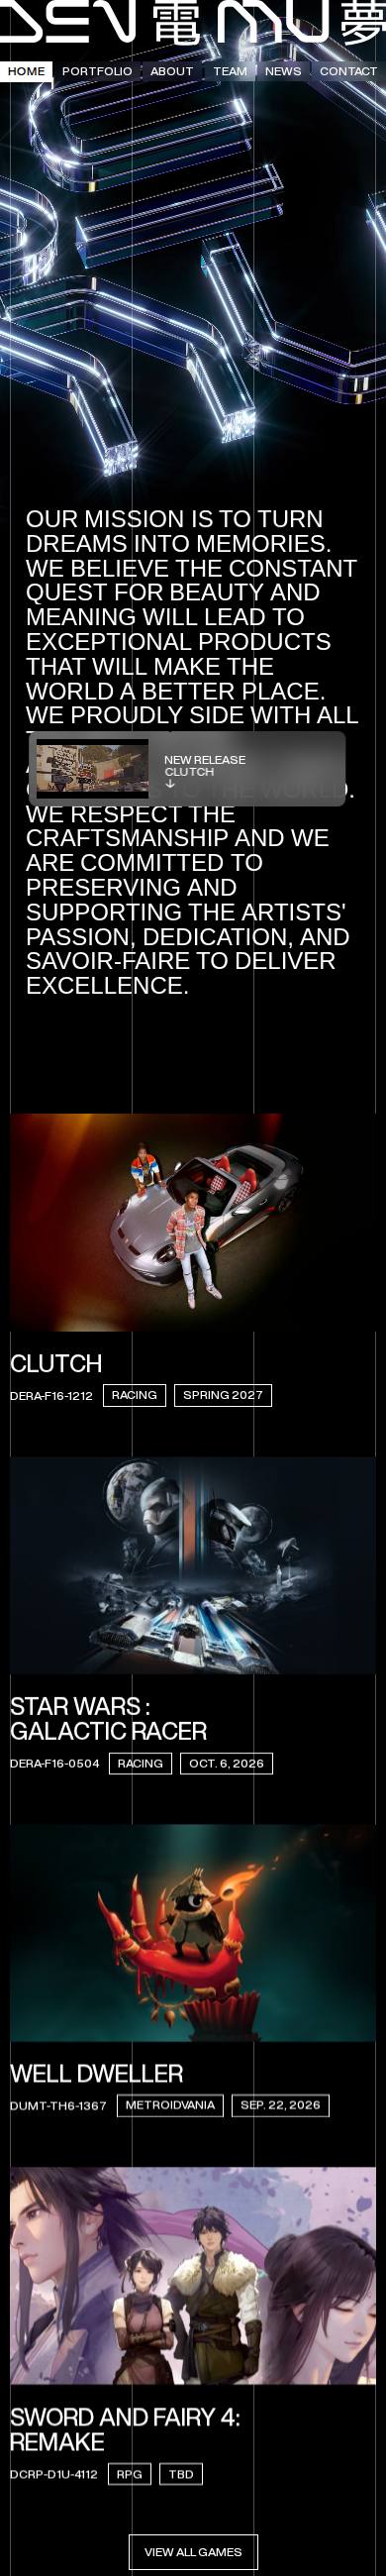 DEN電MU夢
HOME PORTFOLIO ABOUT TEAM NEWS CONTACT
OUR MISSION IS TO TURN
DREAMS INTO MEMORIES.
WE BELIEVE THE CONSTANT
QUEST FOR BEAUTY AND
MEANING WILL LEAD TO
EXCEPTIONAL PRODUCTS
THAT WILL MAKE THE
WORLD A BETTER PLACE.
WE PROUDLY SIDE WITH ALL
NEW RELEASE
CLUTCH
↓
WE RESPECT THE
CRAFTSMANSHIP AND WE
ARE COMMITTED TO
PRESERVING AND
SUPPORTING THE ARTISTS'
PASSION, DEDICATION, AND
SAVOIR-FAIRE TO DELIVER
EXCELLENCE.
CLUTCH
DERA-F16-1212 RACING SPRING 2027
STAR WARS :
GALACTIC RACER
DERA-F16-0504 RACING OCT. 6, 2026
WELL DWELLER
DUMT-TH6-1367 METROIDVANIA SEP. 22, 2026
SWORD AND FAIRY 4:
REMAKE
DCRP-D1U-4112 RPG TBD
VIEW ALL GAMES